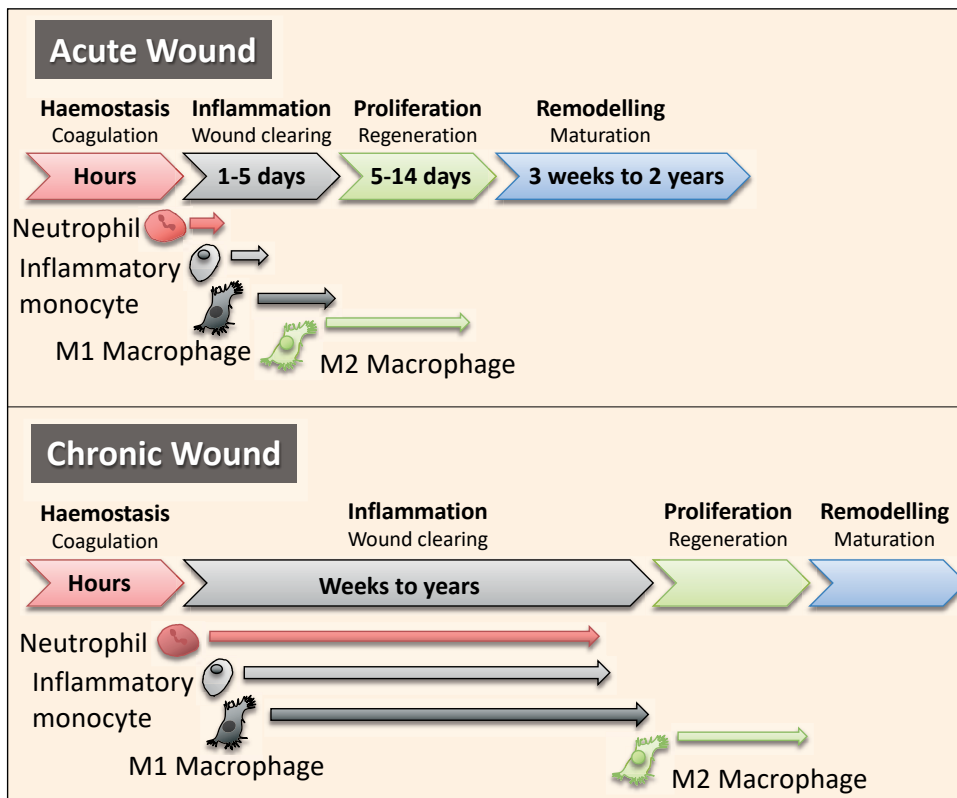 Acute Wound
Haemostasis Inflammation Proliferation Remodelling
Coagulation Wound clearing Regeneration Maturation
Hours 1-5 days 5-14 days 3 weeks to 2 years
Neutrophil
Inflammatory
monocyte
M1 Macrophage
M2 Macrophage
Chronic Wound
Haemostasis Inflammation Proliferation Remodelling
Coagulation Wound clearing Regeneration Maturation
Hours Weeks to years
Neutrophil
Inflammatory
monocyte
M1 Macrophage
M2 Macrophage